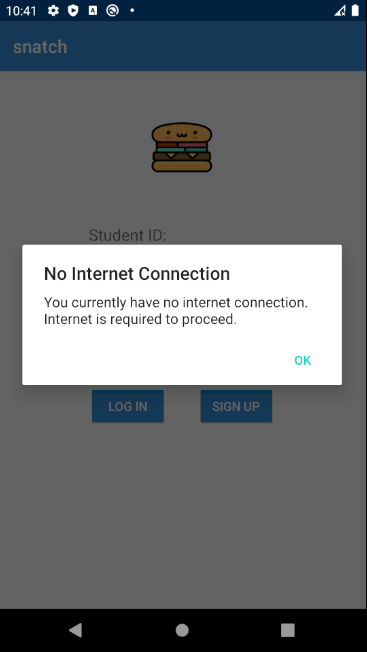 10:41
snatch
Student ID:
No Internet Connection
You currently have no internet connection.
Internet is required to proceed.
OK
LOG IN SIGN UP